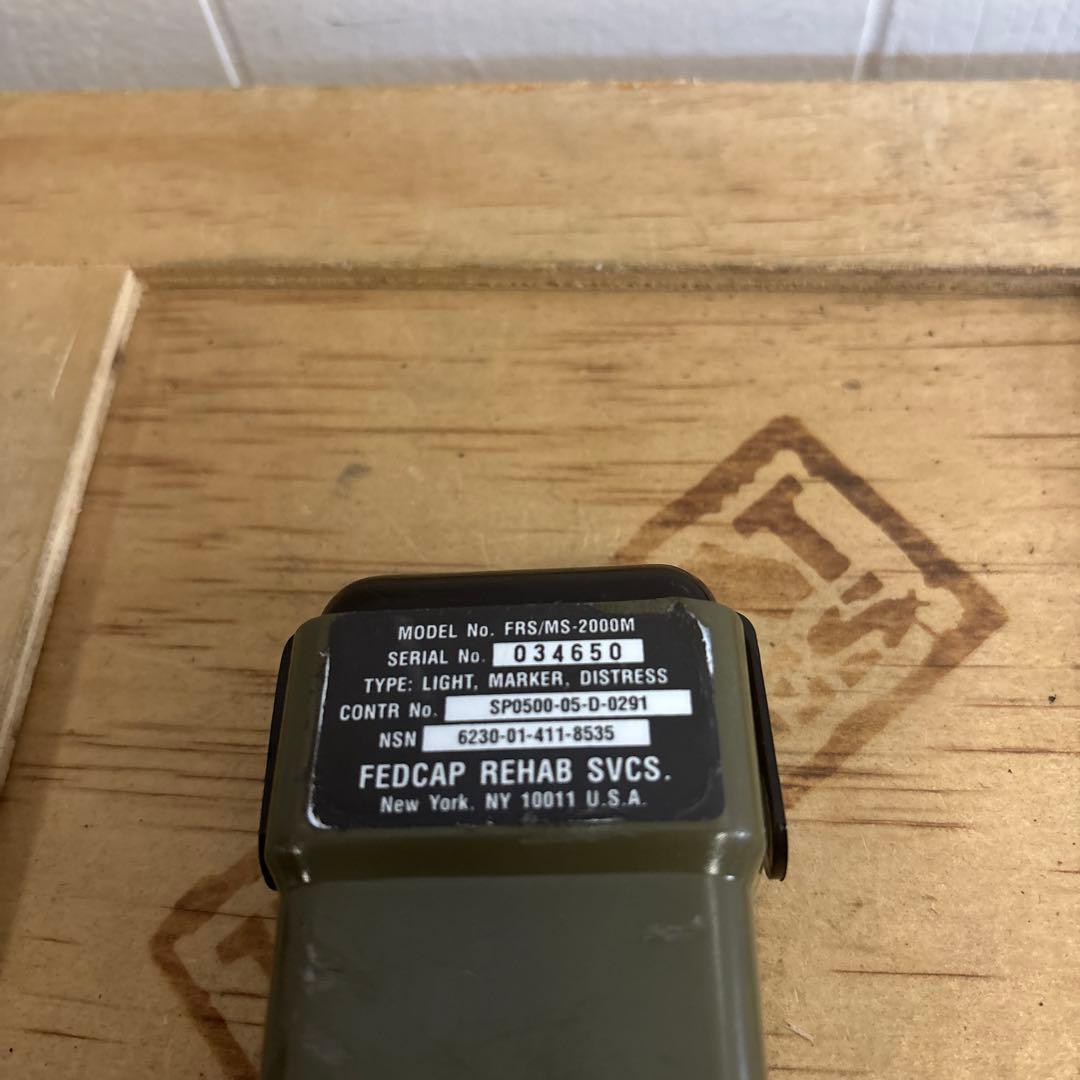 MODEL No. FRS/MS-2000M
SERIAL No. 034650
TYPE: LIGHT, MARKER, DISTRESS
CONTR No. SP0500-05-D-0291
NSN 6230-01-411-8535
FEDCAP REHAB SVCS.
New York, NY 10011 U.S.A.